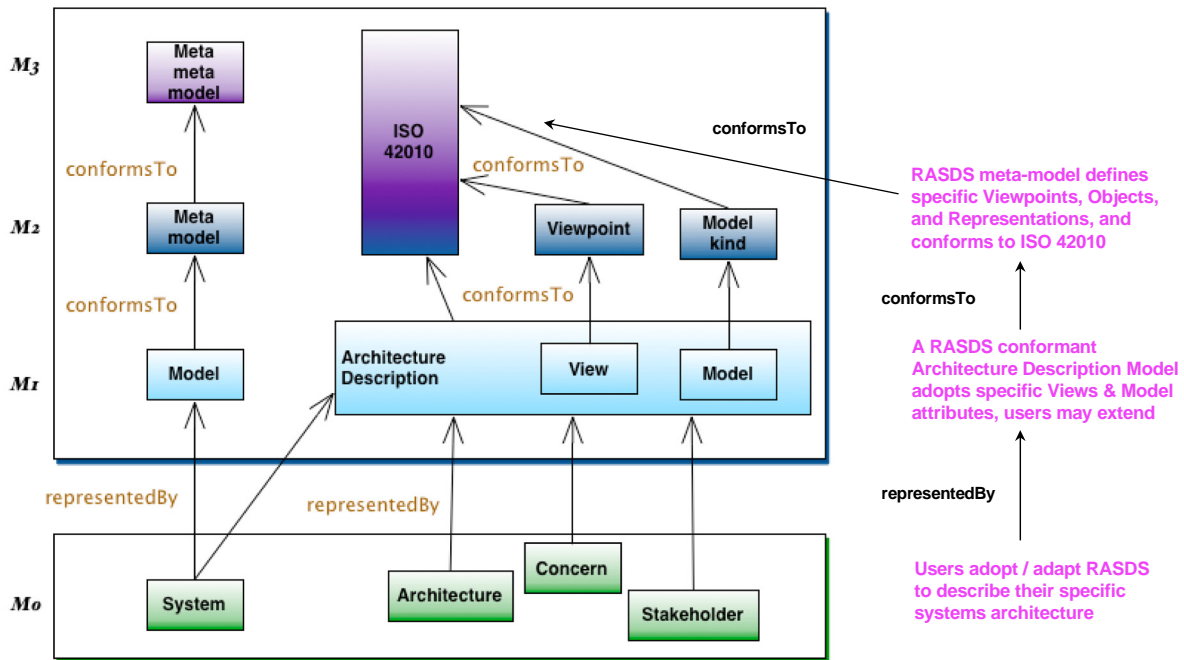 M3
Meta
meta
model
ISO
42010
conformsTo
conformsTo
conformsTo
RASDS meta-model defines
specific Viewpoints, Objects,
and Representations, and
conforms to ISO 42010
M2
Meta
model
Viewpoint
Model
kind
conformsTo
conformsTo
conformsTo
M1
Model
Architecture
Description
View
Model
A RASDS conformant
Architecture Description Model
adopts specific Views & Model
attributes, users may extend
representedBy
representedBy
representedBy
M0
System
Architecture
Concern
Stakeholder
Users adopt / adapt RASDS
to describe their specific
systems architecture